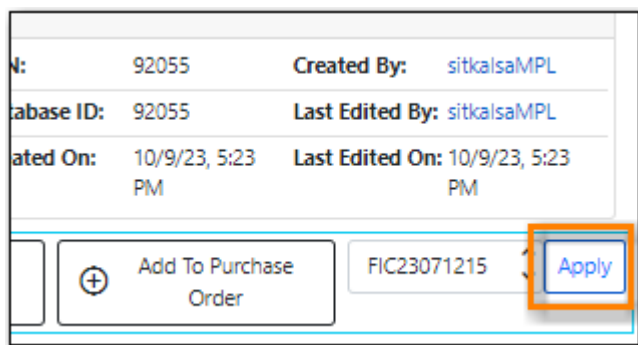 N: 92055 Created By: sitkalsaMPL
tabase ID: 92055 Last Edited By: sitkalsaMPL
ated On: 10/9/23, 5:23 PM Last Edited On: 10/9/23, 5:23 PM
Add To Purchase
Order
FIC23071215
Apply